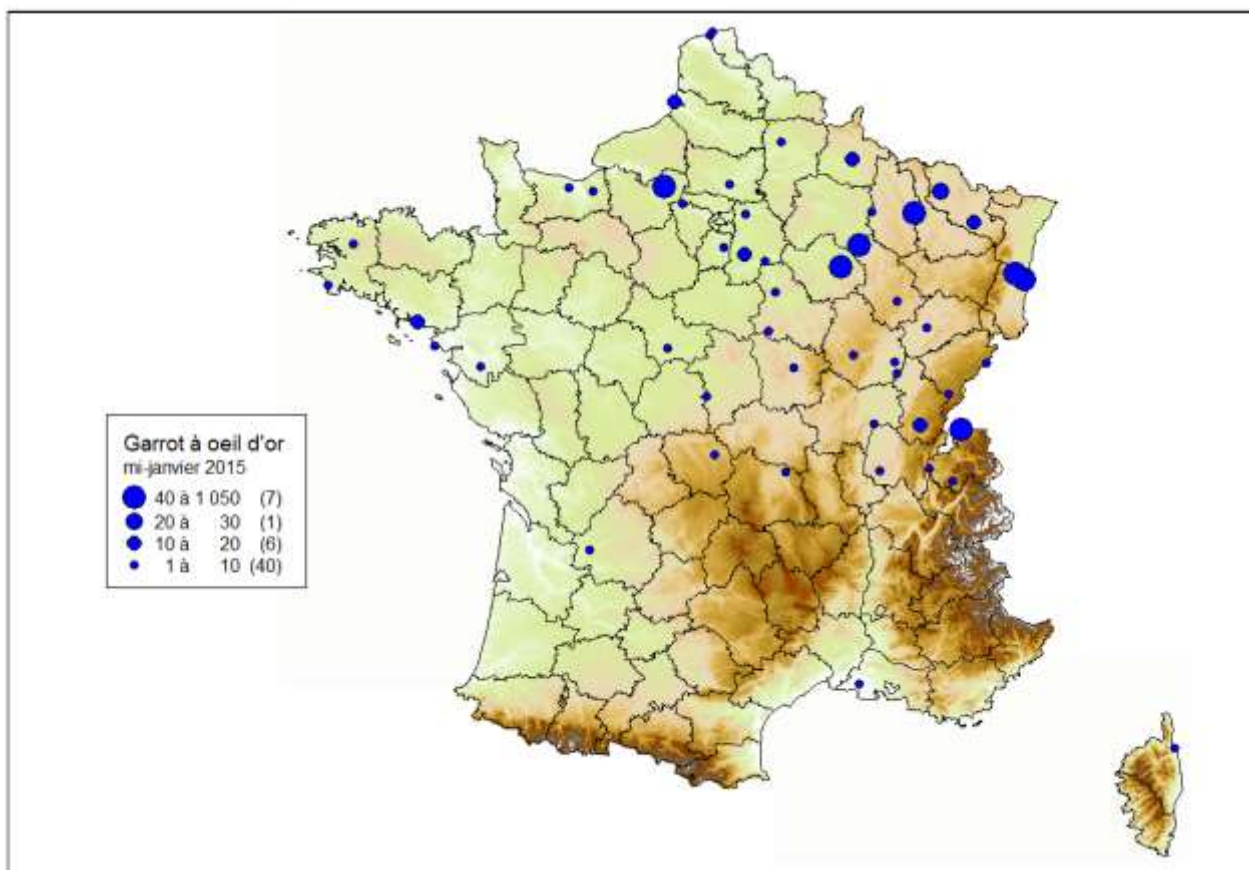 Garrot à oeil d'or
mi-janvier 2015
40 à 1 050 (7)
20 à 30 (1)
10 à 20 (6)
1 à 10 (40)